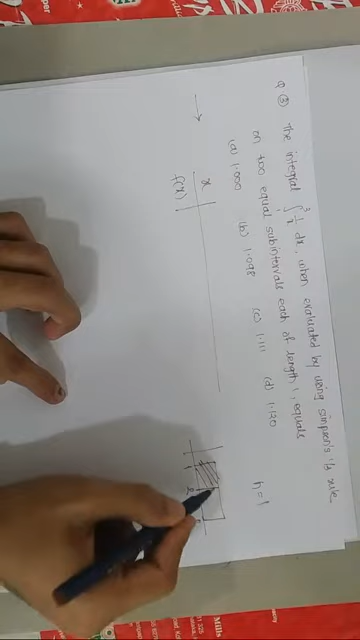 Q ③ The integral ∫₁³ 1/x dx, when evaluated by using simpson's 1/3 rule
on two equal subintervals each of length 1, equals
(a) 1.000 (b) 1.098 (c) 1.111 (d) 1.120
h=1
→
x
f(x)